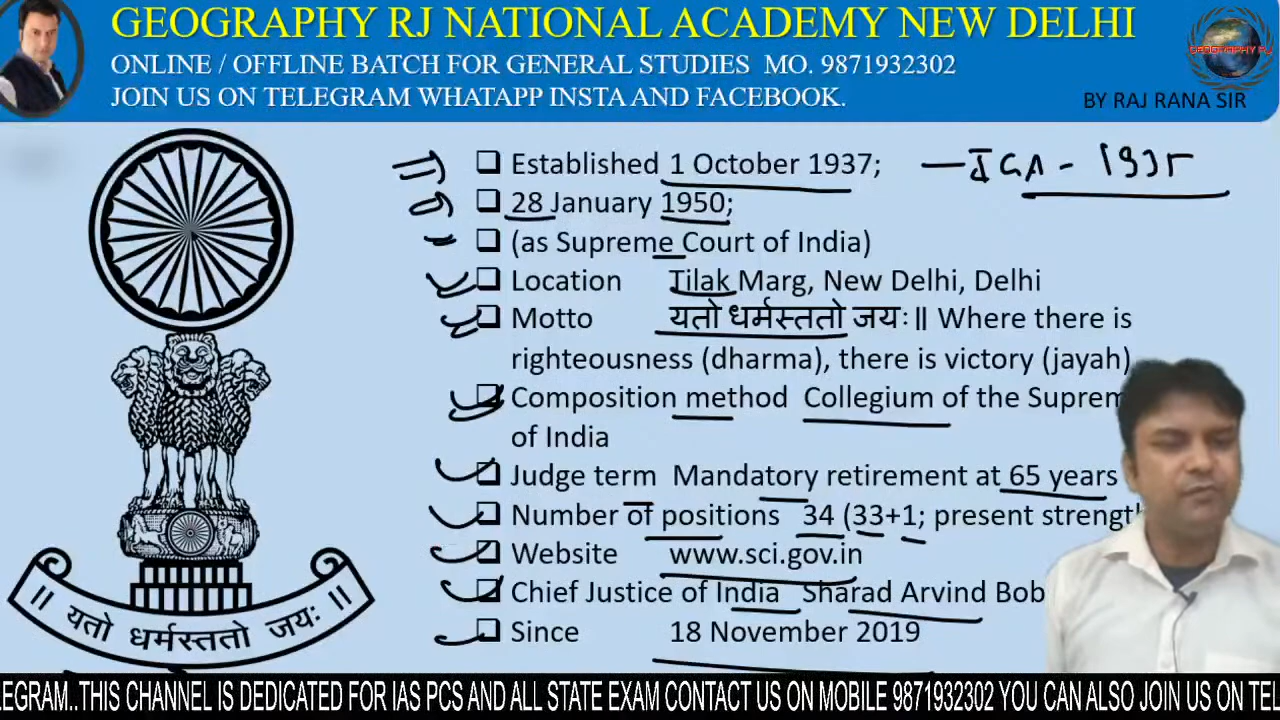 GEOGRAPHY RJ NATIONAL ACADEMY NEW DELHI
ONLINE / OFFLINE BATCH FOR GENERAL STUDIES MO. 9871932302
JOIN US ON TELEGRAM WHATAPP INSTA AND FACEBOOK.
GEOGRAPHY RJ
BY RAJ RANA SIR
Established 1 October 1937; 1935
28 January 1950;
(as Supreme Court of India)
Location Tilak Marg, New Delhi, Delhi
Motto यतो धर्मस्ततो जयः॥ Where there is
righteousness (dharma), there is victory (jayah)
Composition method Collegium of the
of India
Judge term Mandatory retirement at 65 years
Number of positions 34 (33+1; present
Website www.sci.gov.in
Chief Justice of India Sharad Arvind
Since 18 November 2019
॥ यतो धर्मस्ततो जयः ॥
THIS CHANNEL IS DEDICATED FOR IAS PCS AND ALL STATE EXAM CONTACT US ON MOBILE 9871932302 YOU CAN ALSO JOIN US ON